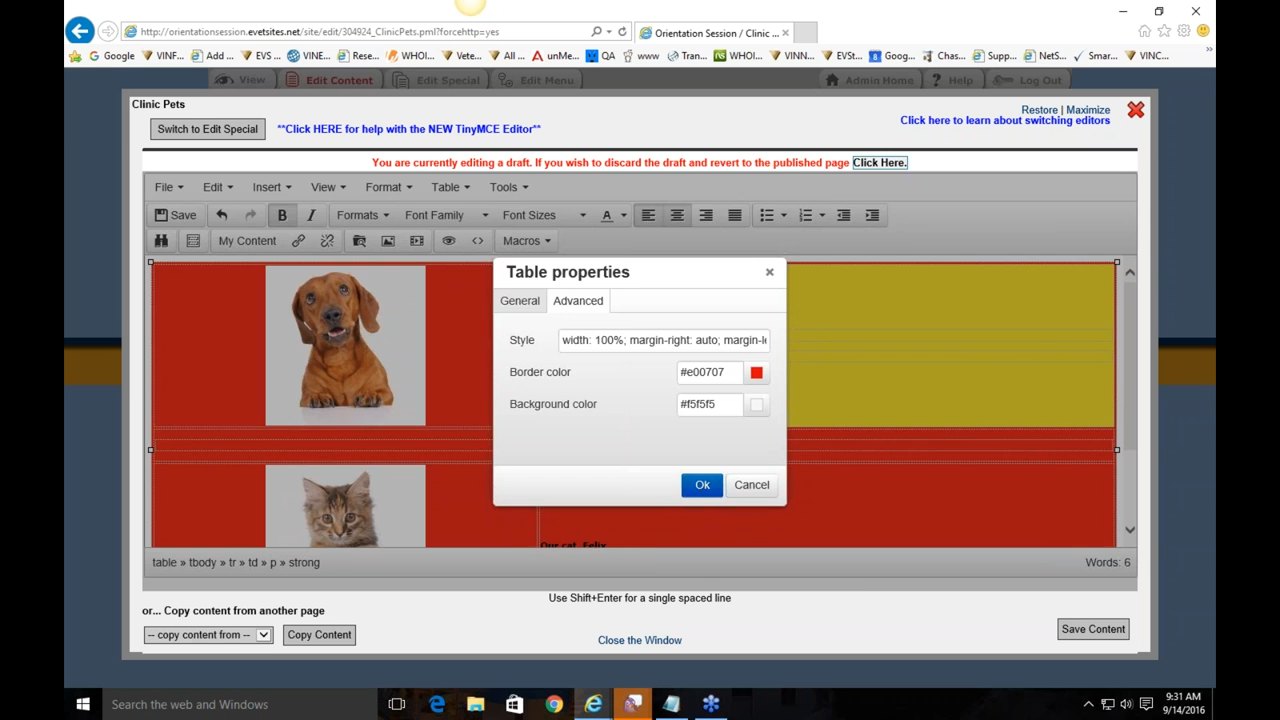 http://orientationsession.evetsites.net/site/edit/304924_ClinicPets.pml?forcehttp=yes
Orientation Session / Clinic ...
Google VINF... Add ... EVS ... VINE... Rese... WHOI... Vete... All ... unMe... QA www Tran... WHOI... VINN... EVSt... Goog... Chas... Supp... NetS... Smar... VINC...
View Edit Content Edit Special Edit Menu Admin Home ? Help Log Out
Clinic Pets
Restore | Maximize
Switch to Edit Special **Click HERE for help with the NEW TinyMCE Editor** Click here to learn about switching editors
You are currently editing a draft. If you wish to discard the draft and revert to the published page Click Here.
File Edit Insert View Format Table Tools
Save B I Formats Font Family Font Sizes A
My Content <> Macros
Table properties ×
General Advanced
Style width: 100%; margin-right: auto; margin-le
Border color #e00707
Background color #f5f5f5
Ok Cancel
Our cat, Felix
table » tbody » tr » td » p » strong Words: 6
Use Shift+Enter for a single spaced line
or... Copy content from another page
-- copy content from -- Copy Content Close the Window Save Content
Search the web and Windows
9:31 AM
9/14/2016